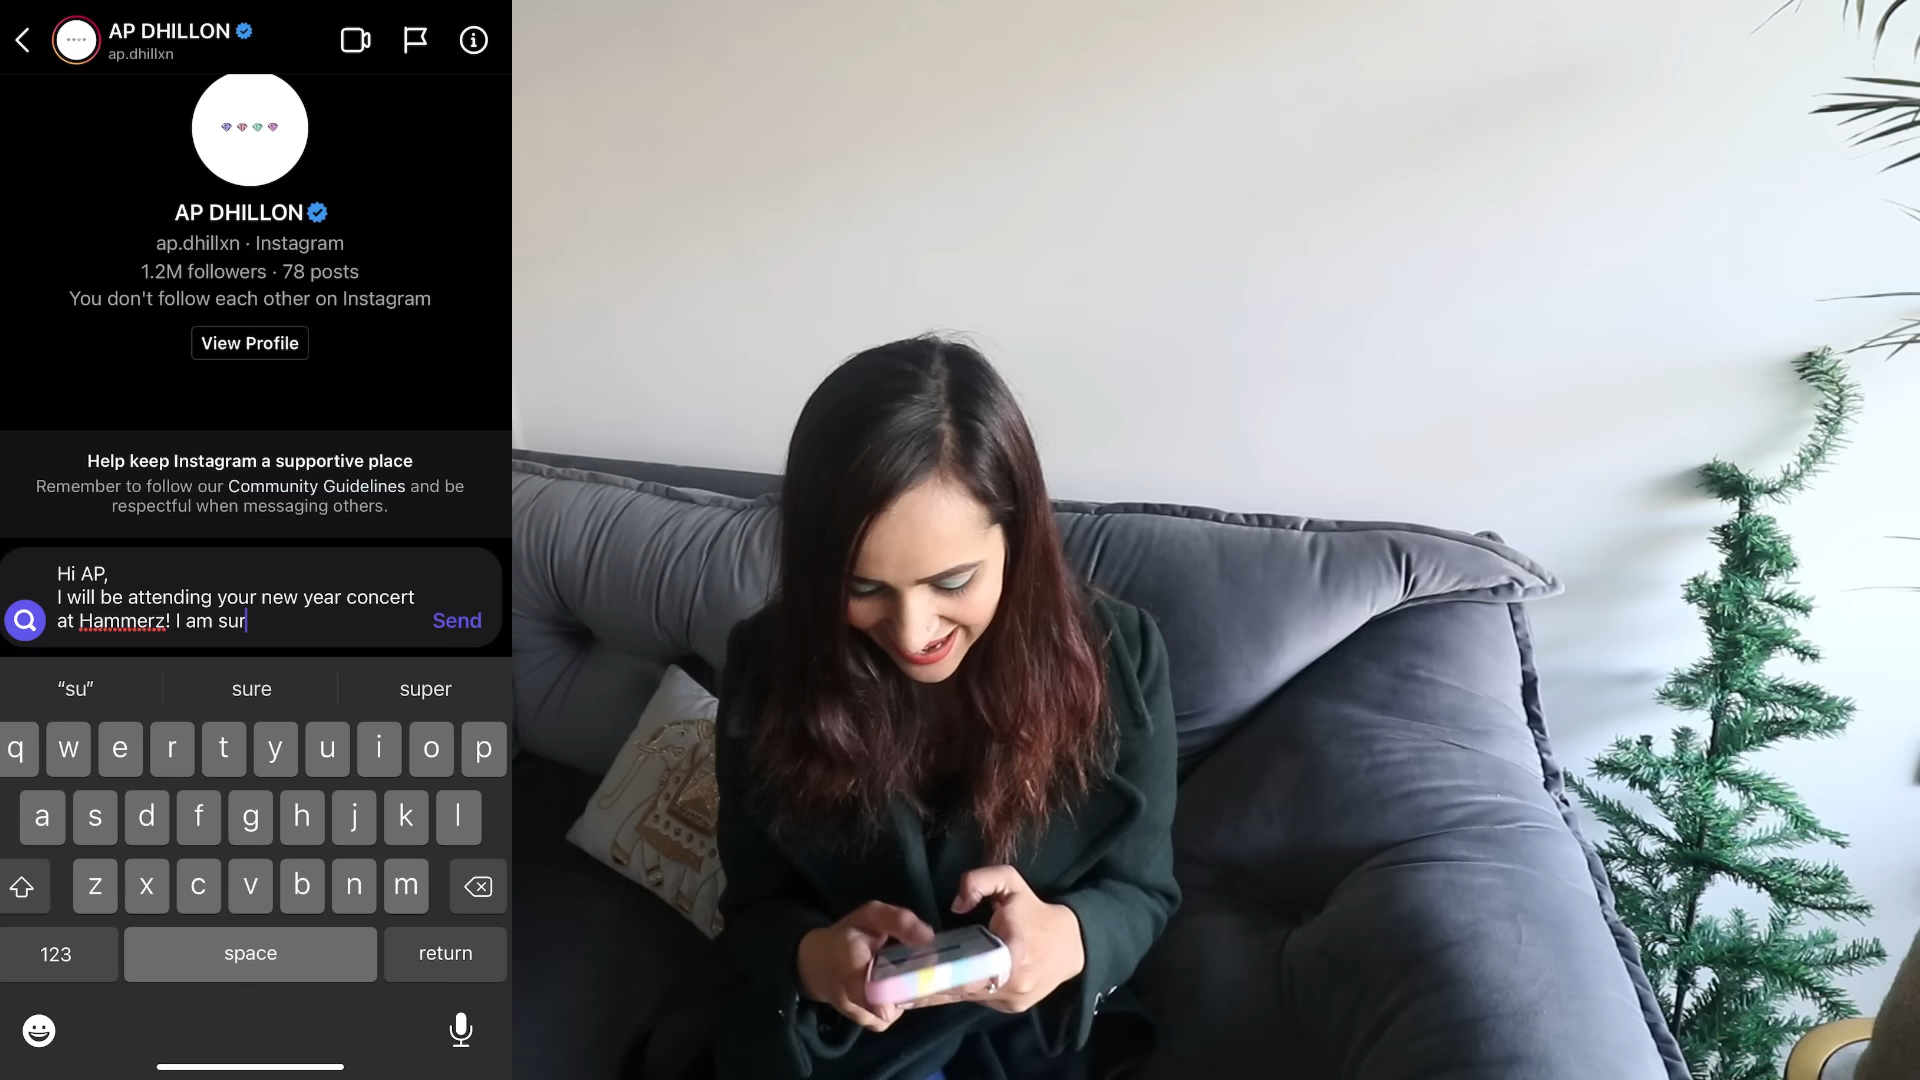 AP DHILLON
ap.dhillxn
AP DHILLON
ap.dhillxn · Instagram
1.2M followers · 78 posts
You don't follow each other on Instagram
View Profile
Help keep Instagram a supportive place
Remember to follow our Community Guidelines and be
respectful when messaging others.
Hi AP,
I will be attending your new year concert
at Hammerz! I am sur
Send
“su” sure super
q w e r t y u i o p
a s d f g h j k l
z x c v b n m
123 space return